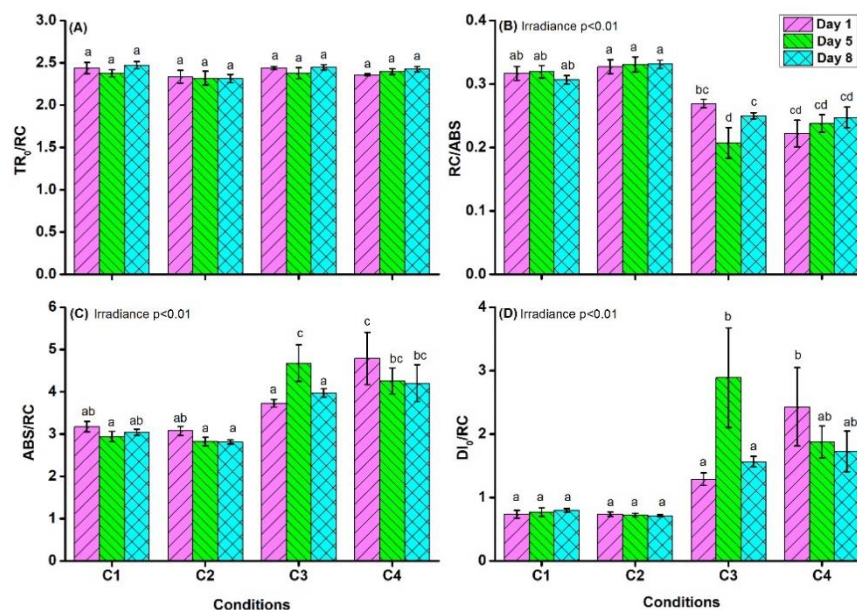 (A)
a a a a a a a a a a a a
3.0
2.5
2.0
1.5
1.0
0.5
0.0
TR₀/RC
(B) Irradiance p<0.01
Day 1
Day 5
Day 8
ab ab ab a a a bc d c cd cd cd
0.4
0.3
0.2
0.1
0.0
RC/ABS
(C) Irradiance p<0.01
ab a ab ab a a a c a c bc bc
6
5
4
3
2
1
0
ABS/RC
C1 C2 C3 C4
Conditions
(D) Irradiance p<0.01
a a a a a a a b a b ab ab
4
3
2
1
0
DI₀/RC
C1 C2 C3 C4
Conditions